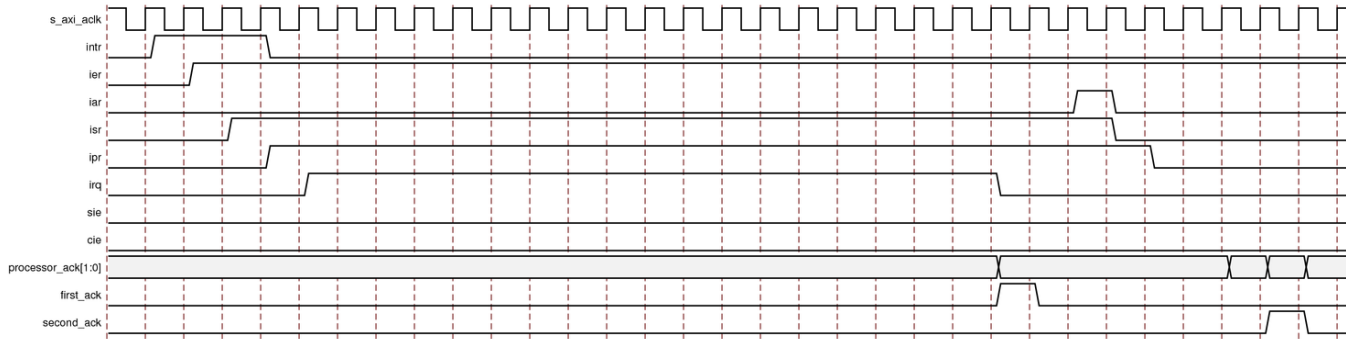 s_axi_aclk
intr
ier
iar
isr
ipr
irq
sie
cie
processor_ack[1:0]
first_ack
second_ack